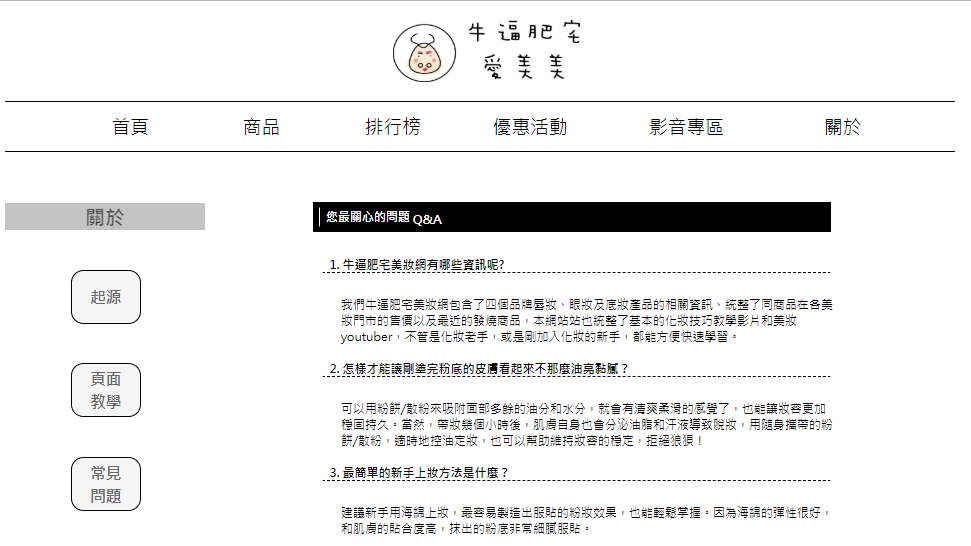 牛逼肥宅
愛美美
首頁 商品 排行榜 優惠活動 影音專區 關於
關於
起源
頁面
教學
常見
問題
您最關心的問題 Q&A
1. 牛逼肥宅美妝網有哪些資訊呢?
我們牛逼肥宅美妝網包含了四個品牌唇妝、眼妝及底妝產品的相關資訊、統整了同商品在各美
妝門市的售價以及最近的發燒商品，本網站站也統整了基本的化妝技巧教學影片和美妝
youtuber，不管是化妝老手，或是剛加入化妝的新手，都能方便快速學習。
2. 怎樣才能讓剛塗完粉底的皮膚看起來不那麼油亮黏膩？
可以用粉餅/散粉來吸附面部多餘的油分和水分，就會有清爽柔滑的感覺了，也能讓妝容更加
穩固持久。當然，帶妝幾個小時後，肌膚自身也會分泌油脂和汗液導致脫妝，用隨身攜帶的粉
餅/散粉，適時地控油定妝，也可以幫助維持妝容的穩定，拒絕狼狽！
3. 最簡單的新手上妝方法是什麼？
建議新手用海綿上妝，最容易製造出服貼的粉妝效果，也能輕鬆掌握。因為海綿的彈性很好，
和肌膚的貼合度高，抹出的粉底非常細膩服貼。